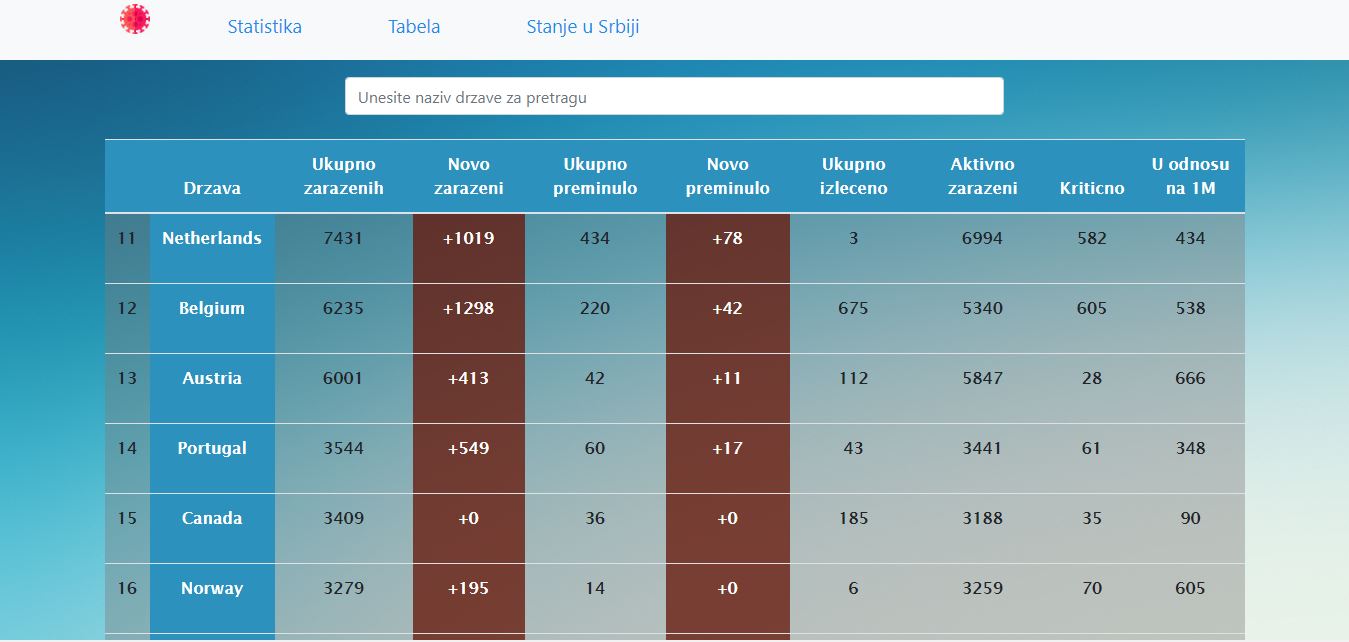 Statistika Tabela Stanje u Srbiji
Unesite naziv drzave za pretragu
Drzava Ukupno zarazenih Novo zarazeni Ukupno preminulo Novo preminulo Ukupno izleceno Aktivno zarazeni Kriticno U odnosu na 1M
11 Netherlands 7431 +1019 434 +78 3 6994 582 434
12 Belgium 6235 +1298 220 +42 675 5340 605 538
13 Austria 6001 +413 42 +11 112 5847 28 666
14 Portugal 3544 +549 60 +17 43 3441 61 348
15 Canada 3409 +0 36 +0 185 3188 35 90
16 Norway 3279 +195 14 +0 6 3259 70 605